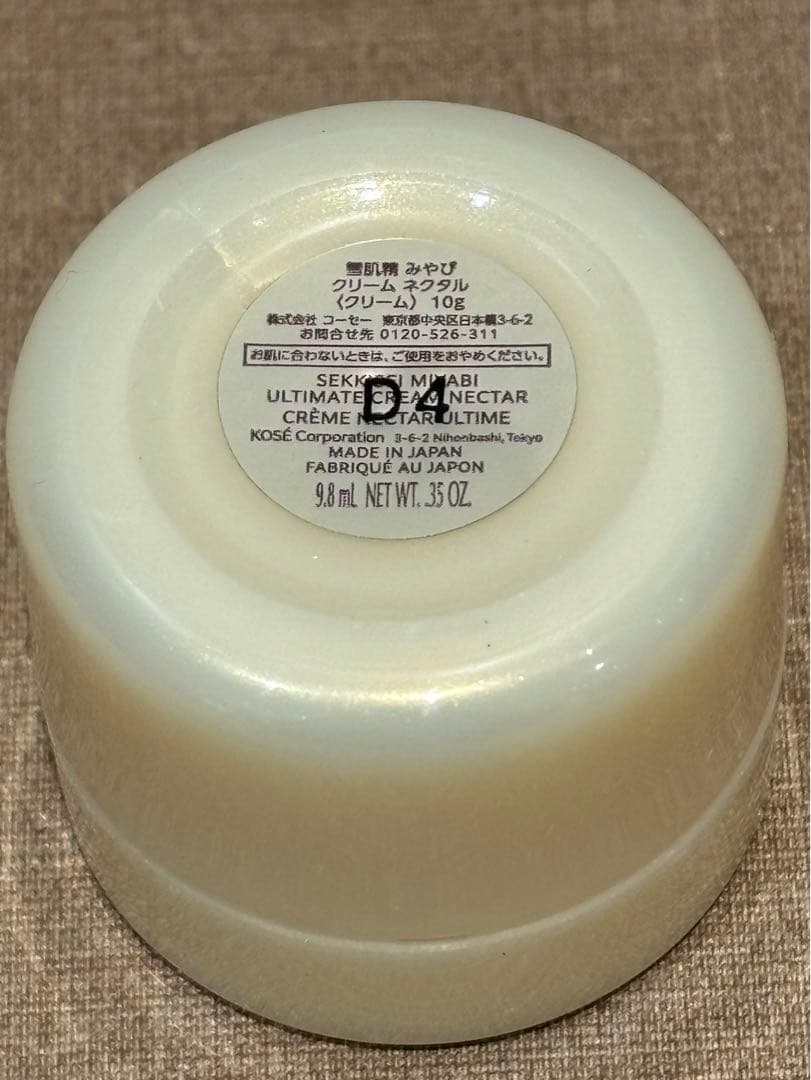 雪肌精 みやび
クリーム ネクタル
〈クリーム〉 10g
株式会社 コーセー 東京都中央区日本橋3-6-2
お問合せ先 0120-526-311
お肌に合わないときは、ご使用をおやめください。
SEKKISEI MIYABI
ULTIMATE CREAM NECTAR
D4
CRÈME NECTAR ULTIME
KOSÉ Corporation 3-6-2 Nihonbashi, Tokyo
MADE IN JAPAN
FABRIQUÉ AU JAPON
9.8 mL NET WT. .35 OZ.